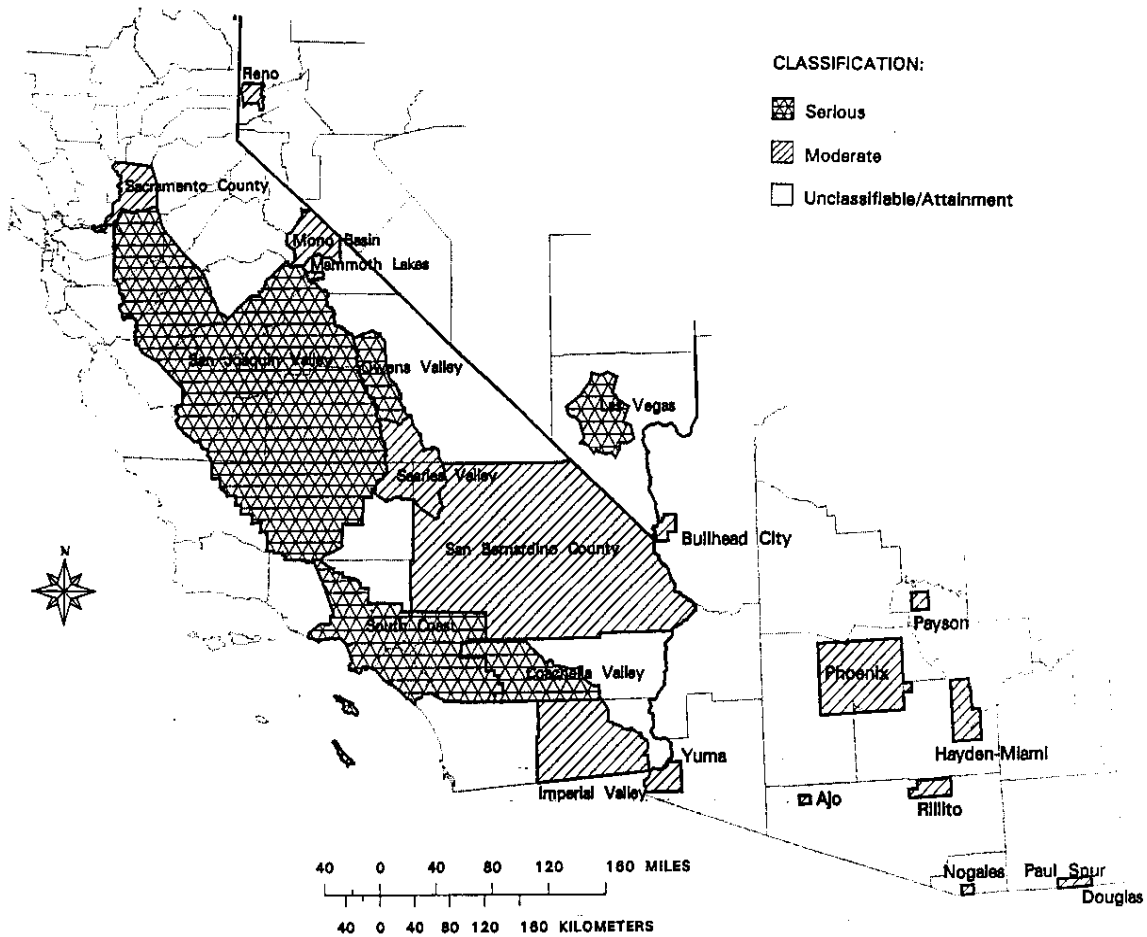 CLASSIFICATION:
Serious
Moderate
Unclassifiable/Attainment
Reno
Sacramento County
Mono Basin
Mammoth Lakes
San Joaquin Valley
Owens Valley
Las Vegas
Searles Valley
San Bernardino County
Bullhead City
N
Payson
South Coast
Coachella Valley
Phoenix
Hayden-Miami
Yuma
Imperial Valley
Ajo
Rillito
Nogales
Paul Spur
Douglas
40 0 40 80 120 160 MILES
40 0 40 80 120 160 KILOMETERS